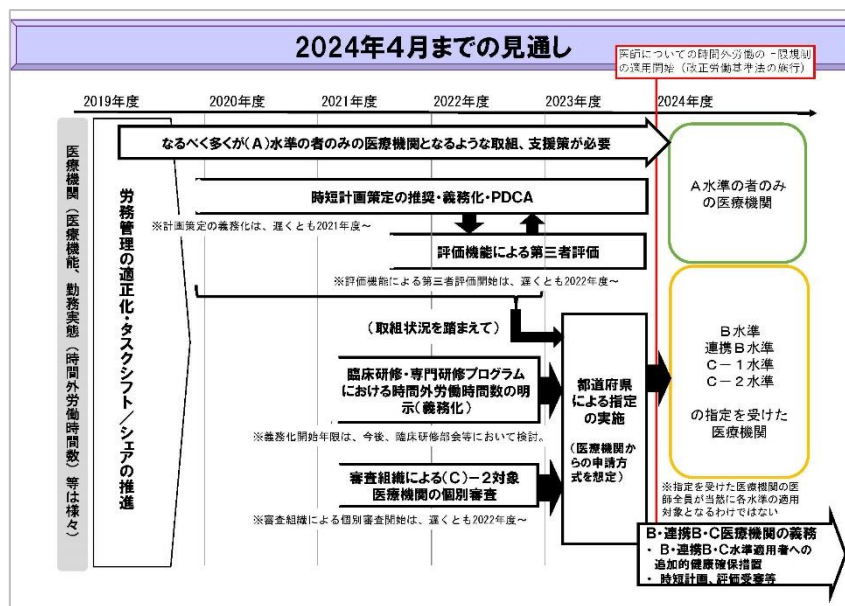 2024年4月までの見通し
医師についての時間外労働の上限規制
の適用開始（改正労働基準法の施行）
2019年度
2020年度
2021年度
2022年度
2023年度
2024年度
医療機関（医療機能、勤務実態（時間外労働時間数）等は様々）
労務管理の適正化・タスクシフト／シェアの推進
なるべく多くが（A）水準の者のみの医療機関となるような取組、支援策が必要
時短計画策定の推奨・義務化・PDCA
※計画策定の義務化は、遅くとも2021年度～
評価機能による第三者評価
※評価機能による第三者評価開始は、遅くとも2022年度～
（取組状況を踏まえて）
臨床研修・専門研修プログラム
における時間外労働時間数の明
示（義務化）
※義務化開始年限は、今後、臨床研修部会等において検討。
審査組織による（C）－2対象
医療機関の個別審査
※審査組織による個別審査開始は、遅くとも2022年度～
都道府県
による指定
の実施
（医療機関か
らの申請方
式を想定）
A水準の者のみ
の医療機関
B水準
連携B水準
C－1水準
C－2水準
の指定を受けた
医療機関
※指定を受けた医療機関の医
師全員が当然に各水準の適用
対象となるわけではない
B・連携B・C医療機関の義務
・ B・連携B・C水準適用者への
追加的健康確保措置
・ 時短計画、評価受審等